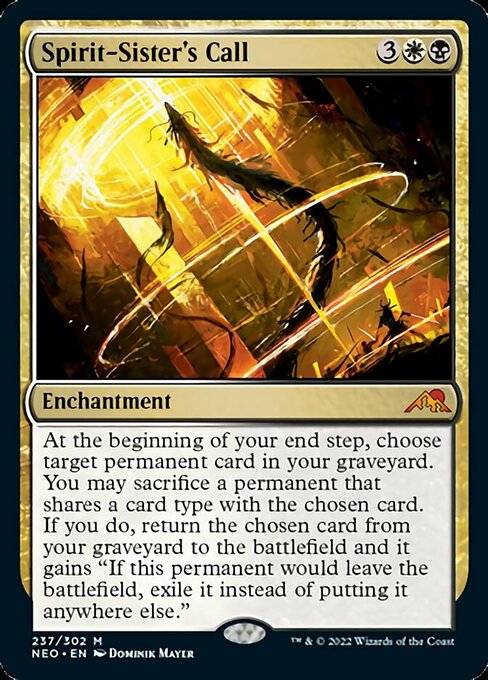 Spirit-Sister's Call 3
Enchantment
At the beginning of your end step, choose
target permanent card in your graveyard.
You may sacrifice a permanent that
shares a card type with the chosen card.
If you do, return the chosen card from
your graveyard to the battlefield and it
gains “If this permanent would leave the
battlefield, exile it instead of putting it
anywhere else.”
237/302 M
NEO • EN Dominik Mayer
™ & © 2022 Wizards of the Coast